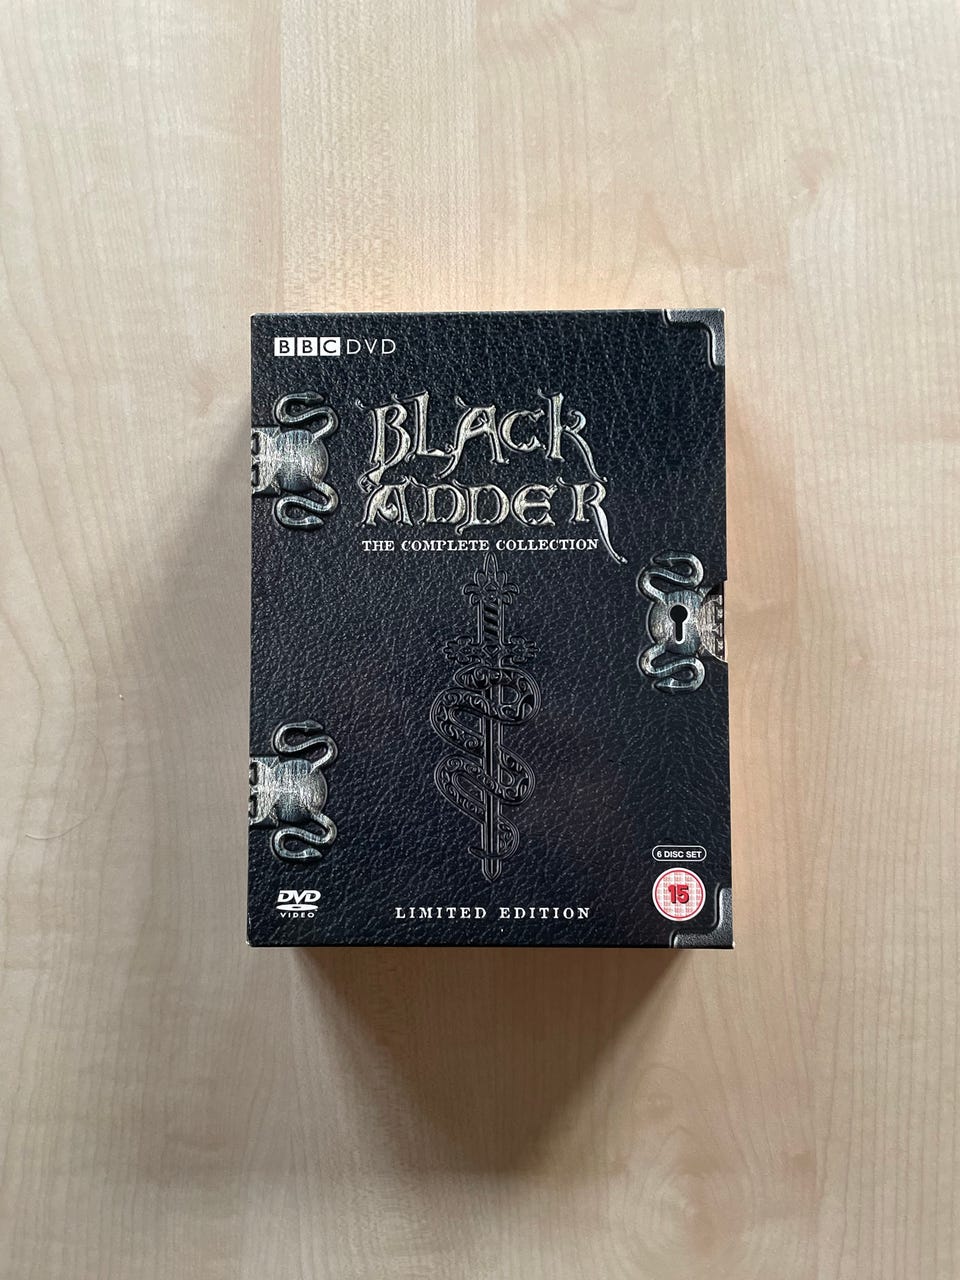 BBC DVD
BLACK
ADDER
THE COMPLETE COLLECTION
6 DISC SET
15
DVD
VIDEO
LIMITED EDITION